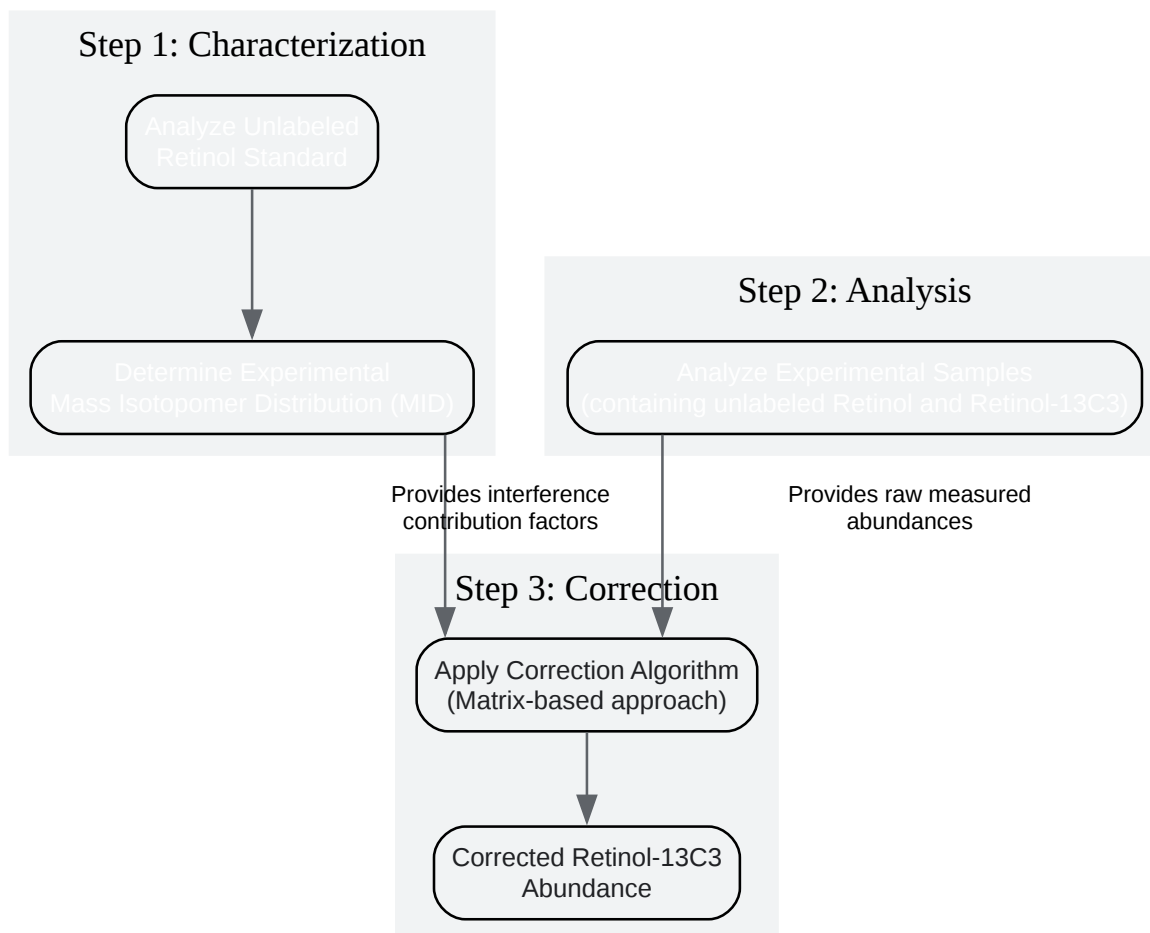 Step 1: Characterization
Analyze Unlabeled
Retinol Standard
Determine Experimental
Mass Isotopomer Distribution (MID)
Step 2: Analysis
Analyze Experimental Samples
(containing unlabeled Retinol and Retinol-13C3)
Provides interference
contribution factors
Provides raw measured
abundances
Step 3: Correction
Apply Correction Algorithm
(Matrix-based approach)
Corrected Retinol-13C3
Abundance